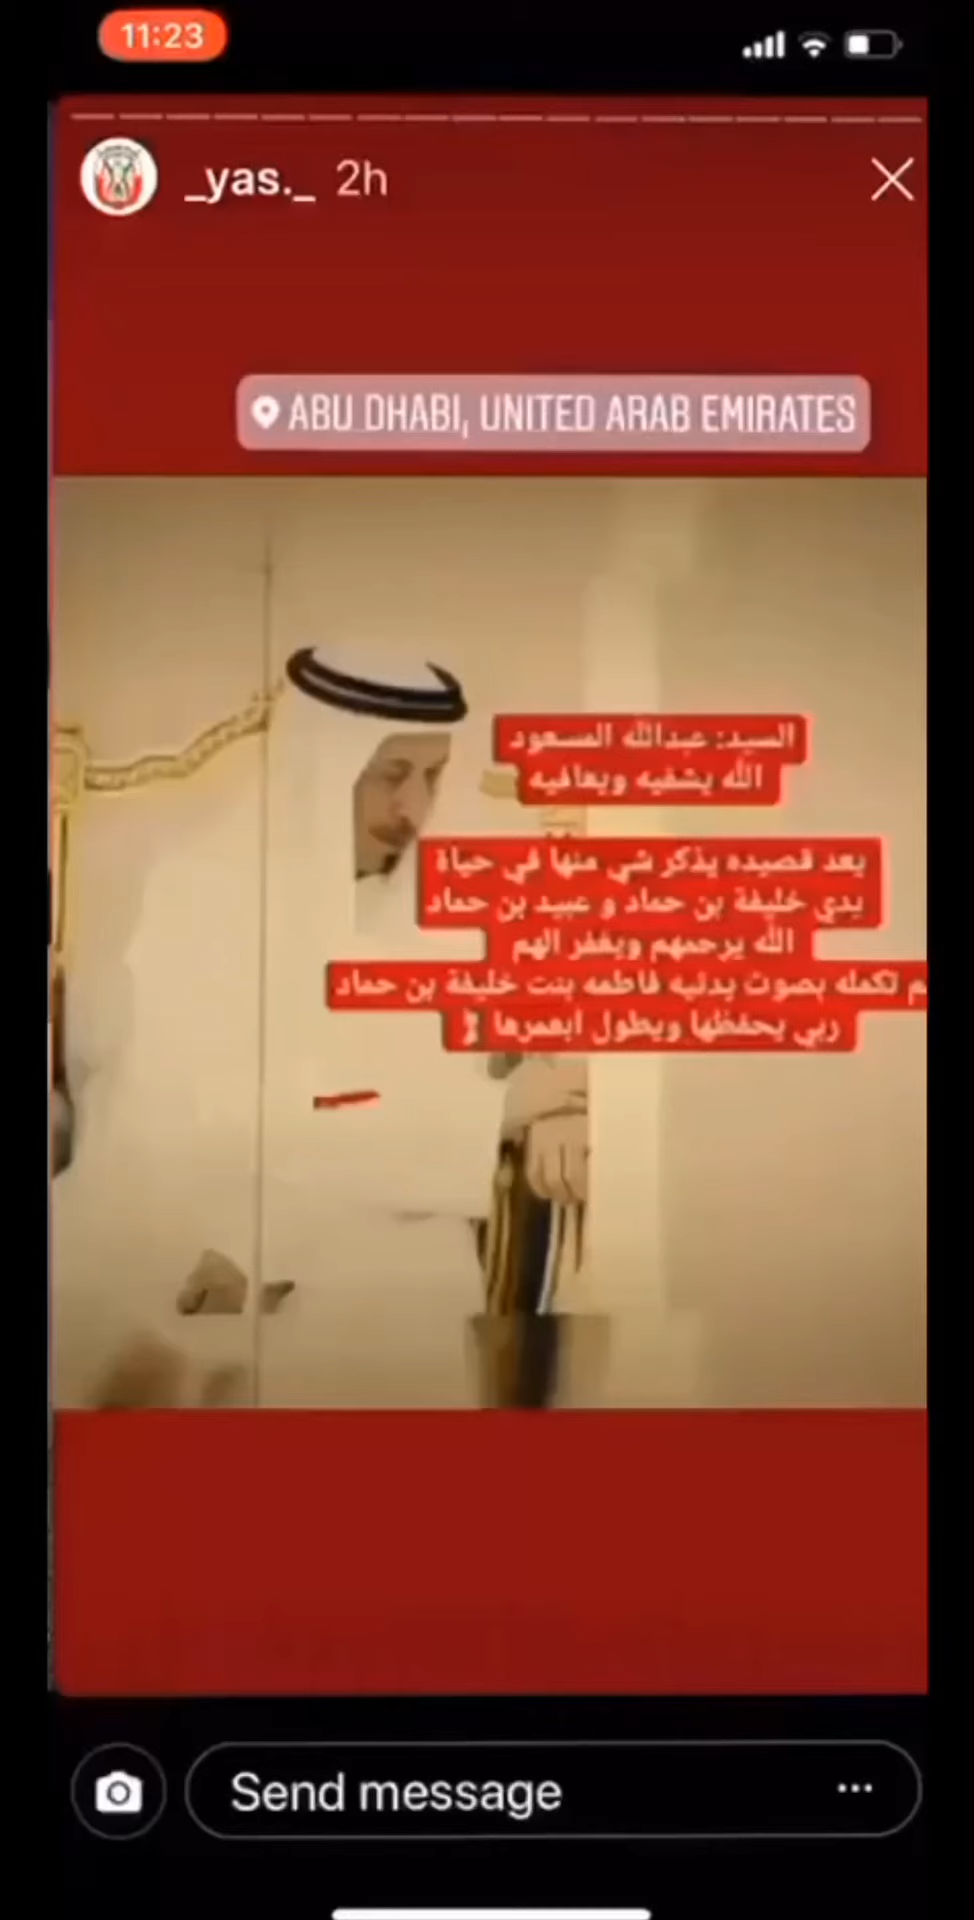 11:23
_yas._ 2h
ABU DHABI, UNITED ARAB EMIRATES
السيد: عبدالله المسعود
الله يشفيه ويعافيه
يعد قصيده يذكر شي منها في حياة
يدي خليفة بن حماد و عبيد بن حماد
الله يرحمهم ويغفر الهم
تكمله بصوت يدتيه فاطمه بنت خليفة بن حماد
ربي يحفظها ويطول ابعمرها
Send message